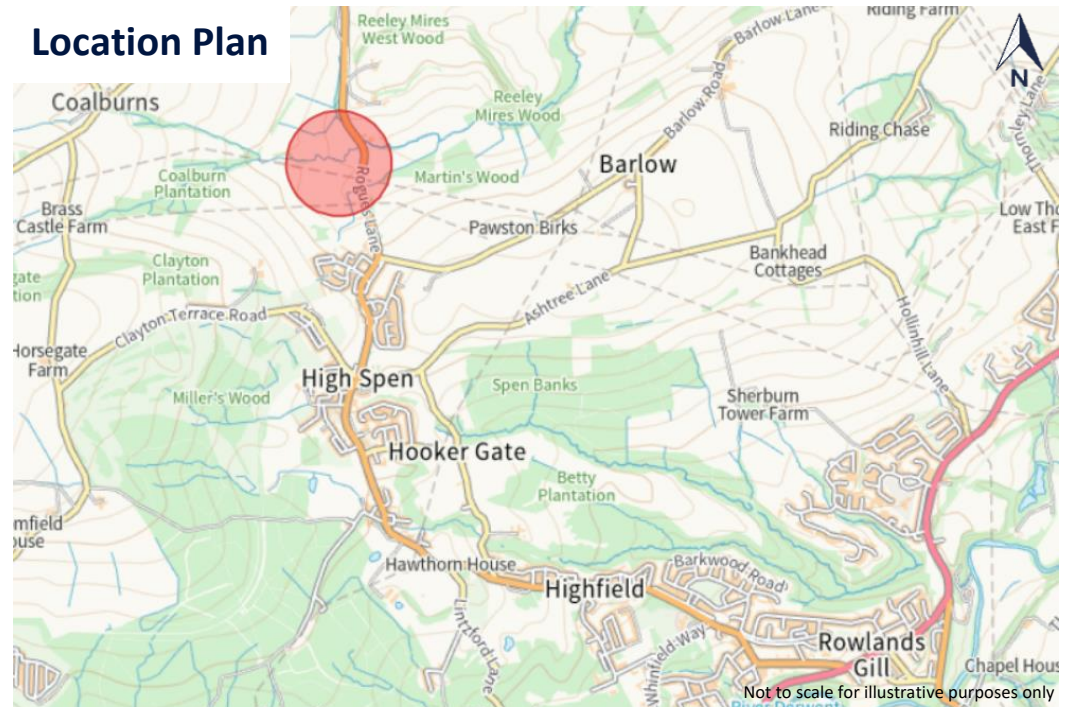 Location Plan
N
Reeley Mires
West Wood
Barlow Lane
Riding Farm
Coalburns
Reeley
Mires Wood
Barlow Road
Thornley Lane
Riding Chase
Barlow
Coalburn
Plantation
Martin's Wood
Rogues Lane
Brass
Castle Farm
Pawston Birks
Low Tho
East F
Clayton
Plantation
gate
tion
Bankhead
Cottages
Ashtree Lane
Clayton Terrace Road
Hollinhill Lane
Horsegate
Farm
High Spen
Spen Banks
Miller's Wood
Sherburn
Tower Farm
Hooker Gate
Betty
Plantation
mfield
ouse
Hawthorn House
Barkwood Road
Highfield
Lintzford Lane
Whinfield Way
Rowlands
Gill
Chapel Hous
Not to scale for illustrative purposes only
River Derwent